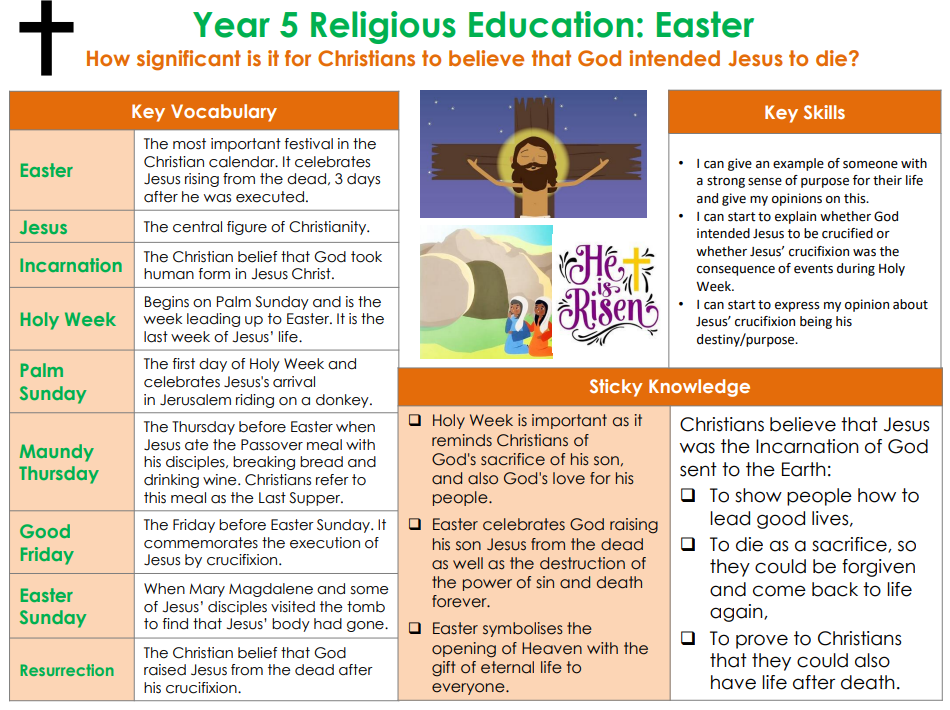 Year 5 Religious Education: Easter
How significant is it for Christians to believe that God intended Jesus to die?
Key Vocabulary
Easter
The most important festival in the
Christian calendar. It celebrates
Jesus rising from the dead, 3 days
after he was executed.
Jesus
The central figure of Christianity.
Incarnation
The Christian belief that God took
human form in Jesus Christ.
Holy Week
Begins on Palm Sunday and is the
week leading up to Easter. It is the
last week of Jesus' life.
Palm
Sunday
The first day of Holy Week and
celebrates Jesus's arrival
in Jerusalem riding on a donkey.
Maundy
Thursday
The Thursday before Easter when
Jesus ate the Passover meal with
his disciples, breaking bread and
drinking wine. Christians refer to
this meal as the Last Supper.
Good
Friday
The Friday before Easter Sunday. It
commemorates the execution of
Jesus by crucifixion.
Easter
Sunday
When Mary Magdalene and some
of Jesus' disciples visited the tomb
to find that Jesus' body had gone.
Resurrection
The Christian belief that God
raised Jesus from the dead after
his crucifixion.
He
is
Risen
Key Skills
• I can give an example of someone with
a strong sense of purpose for their life
and give my opinions on this.
• I can start to explain whether God
intended Jesus to be crucified or
whether Jesus' crucifixion was the
consequence of events during Holy
Week.
• I can start to express my opinion about
Jesus' crucifixion being his
destiny/purpose.
Sticky Knowledge
❑ Holy Week is important as it
reminds Christians of
God's sacrifice of his son,
and also God's love for his
people.
❑ Easter celebrates God raising
his son Jesus from the dead
as well as the destruction of
the power of sin and death
forever.
❑ Easter symbolises the
opening of Heaven with the
gift of eternal life to
everyone.
Christians believe that Jesus
was the Incarnation of God
sent to the Earth:
❑ To show people how to
lead good lives,
❑ To die as a sacrifice, so
they could be forgiven
and come back to life
again,
❑ To prove to Christians
that they could also
have life after death.